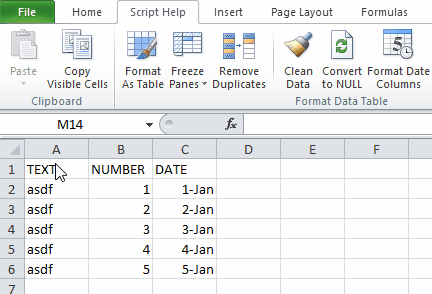 File Home Script Help Insert Page Layout Formulas
Paste Copy Visible Cells Format As Table Freeze Panes Remove Duplicates Clean Data Convert to NULL Format Date Columns
Clipboard Format Data Table
M14 fx
A B C D E F
1 TEXT NUMBER DATE
2 asdf 1 1-Jan
3 asdf 2 2-Jan
4 asdf 3 3-Jan
5 asdf 4 4-Jan
6 asdf 5 5-Jan
7